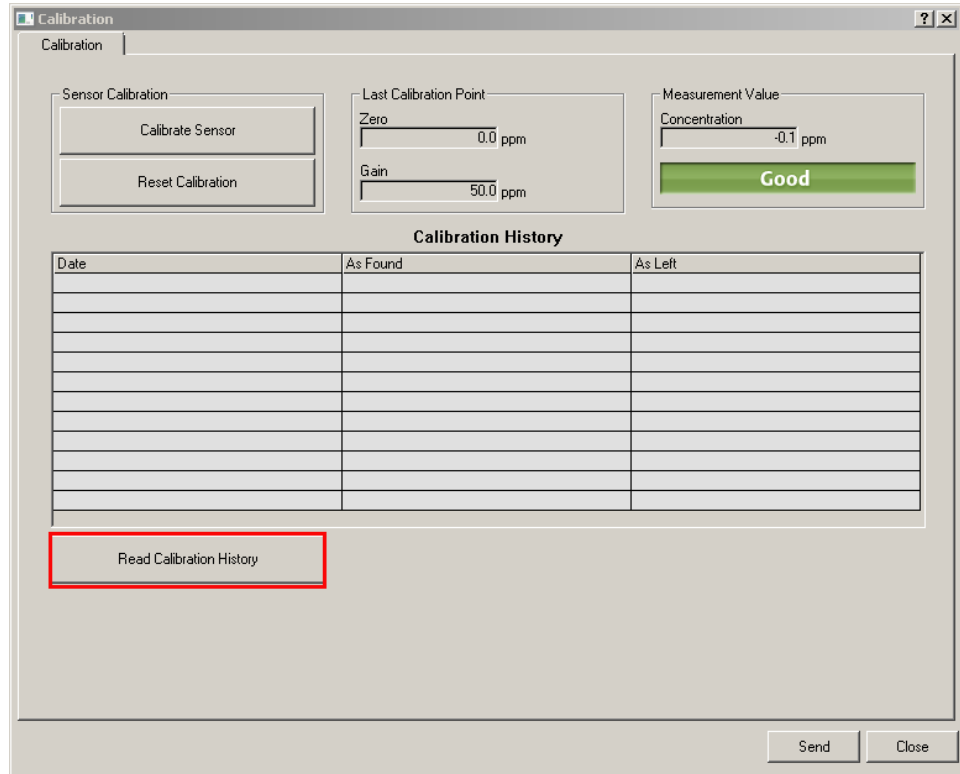 Calibration
Calibration
Sensor Calibration
Calibrate Sensor
Reset Calibration
Last Calibration Point
Zero
0.0 ppm
Gain
50.0 ppm
Measurement Value
Concentration
-0.1 ppm
Good
Calibration History
Date As Found As Left
Read Calibration History
Send Close